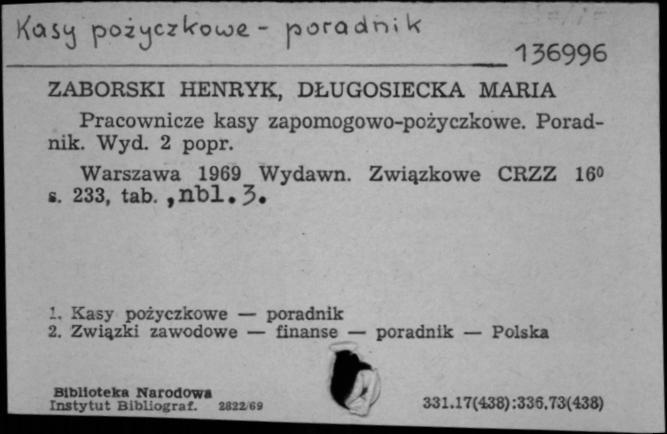 Kasy pożyczkowe - poradnik
136996
ZABORSKI HENRYK, DŁUGOSIECKA MARIA
Pracownicze kasy zapomogowo-pożyczkowe. Porad-
nik. Wyd. 2 popr.
Warszawa 1969 Wydawn. Związkowe CRZZ 16⁰
s. 233, tab. , nbl. 3.
1. Kasy pożyczkowe — poradnik
2. Związki zawodowe — finanse — poradnik — Polska
Biblioteka Narodowa
Instytut Bibliograf. 2822/69
331.17(438):336.73(438)